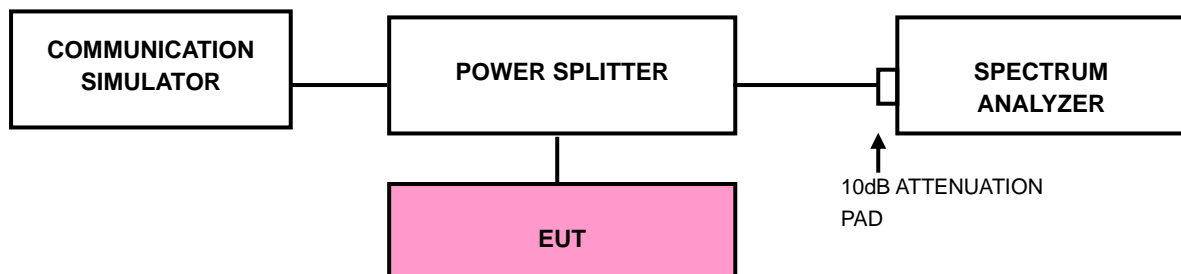 COMMUNICATION
SIMULATOR
POWER SPLITTER
SPECTRUM
ANALYZER
10dB ATTENUATION
PAD
EUT